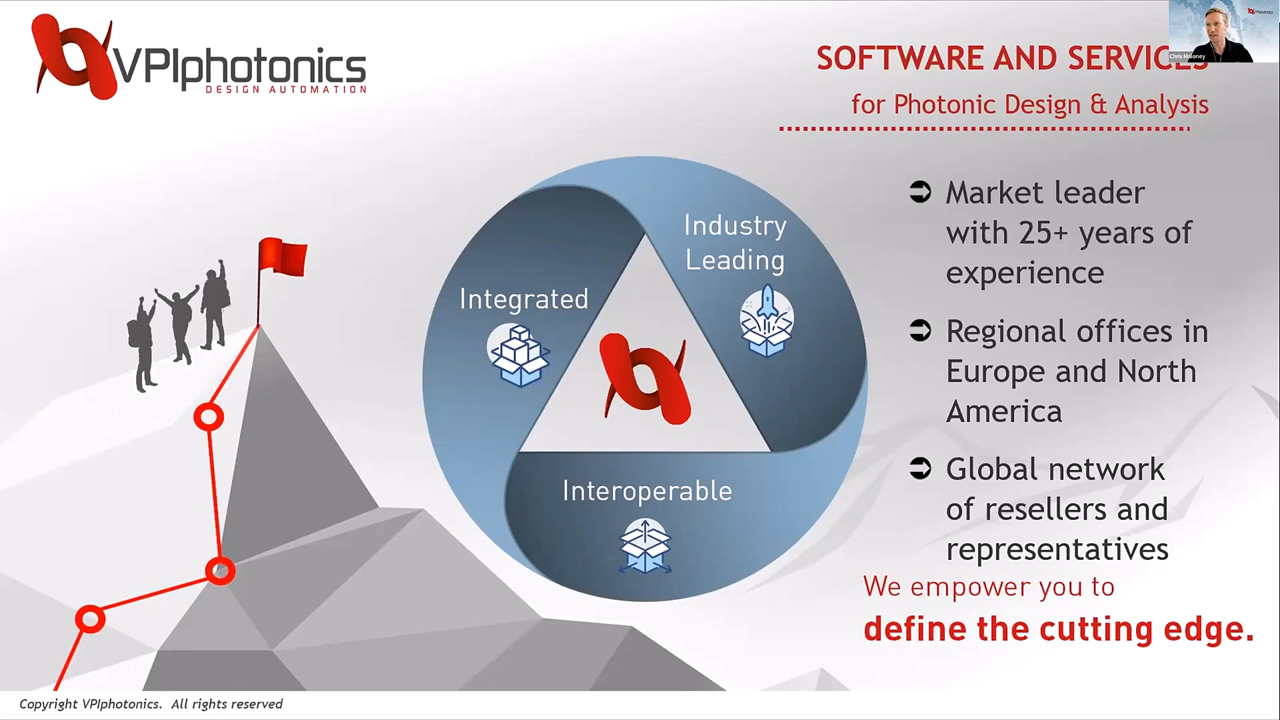 VPIphotonics
DESIGN AUTOMATION
SOFTWARE AND SERVICES
for Photonic Design & Analysis
Chris Maloney
Industry
Leading
Integrated
Interoperable
Market leader
with 25+ years of
experience
Regional offices in
Europe and North
America
Global network
of resellers and
representatives
We empower you to
define the cutting edge.
Copyright VPIphotonics. All rights reserved